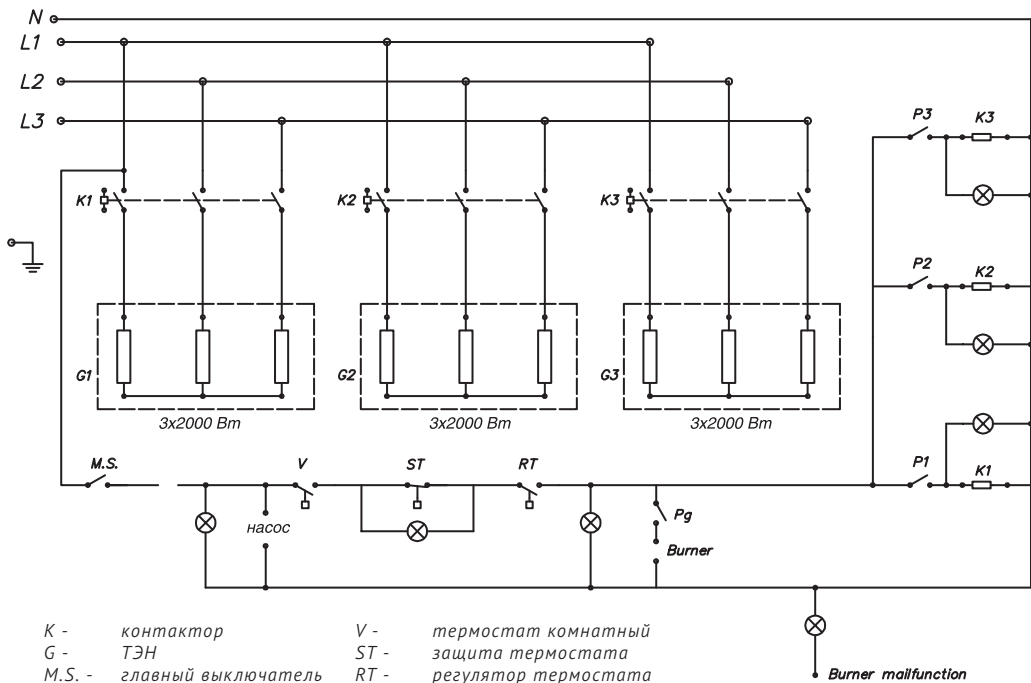 N
L1
L2
L3
P3 K3
K1 K2 K3
P2 K2
G1 G2 G3
3x2000 Вт 3x2000 Вт 3x2000 Вт
M.S. V ST RT P1 K1
насос
Pg
Burner
K - контактор
G - ТЭН
M.S. - главный выключатель
V - термостат комнатный
ST - защита термостата
RT - регулятор термостата
Burner mailfunction